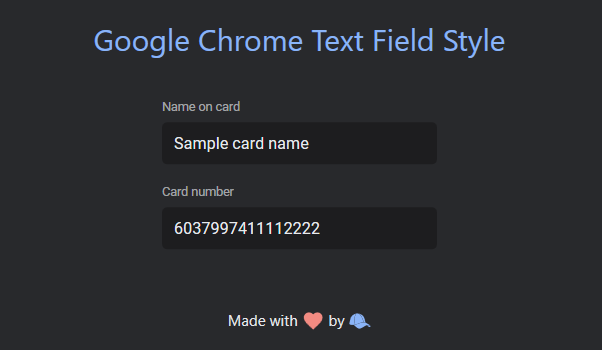 Google Chrome Text Field Style
Name on card
Sample card name
Card number
6037997411112222
Made with ❤ by 🧢